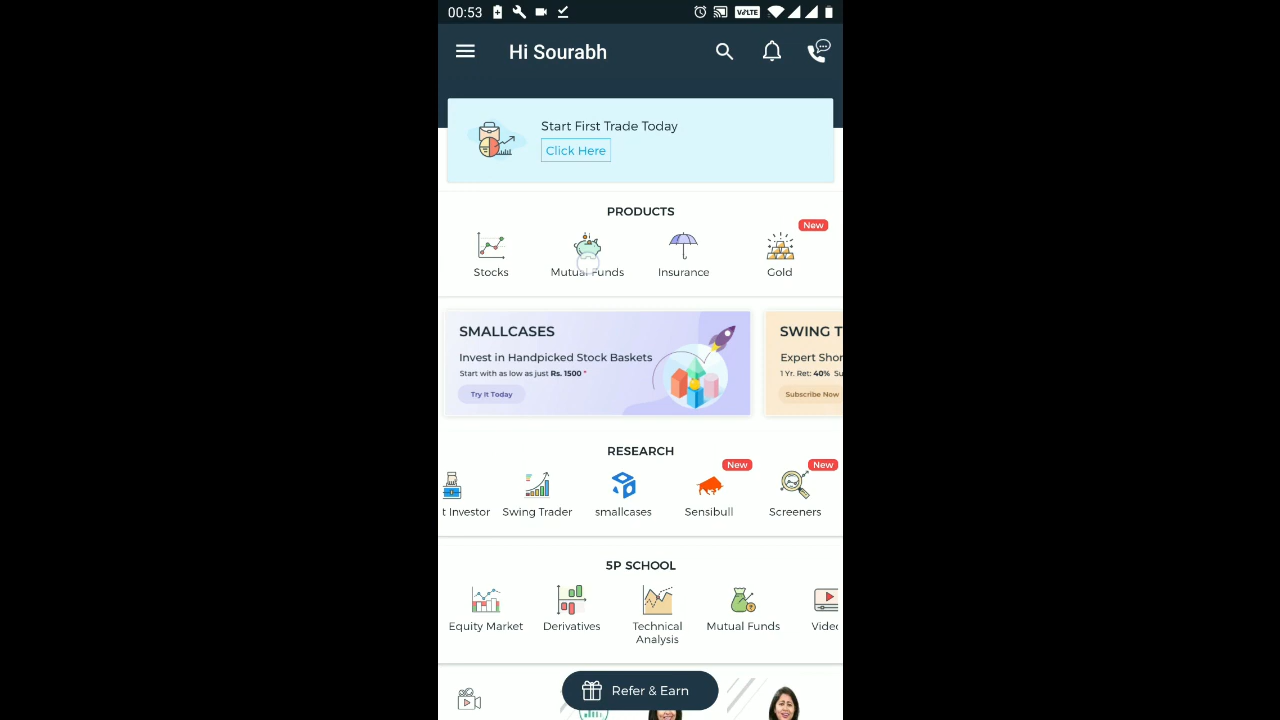 00:53
VoLTE
Hi Sourabh
Start First Trade Today
Click Here
PRODUCTS
New
Stocks
Mutual Funds
Insurance
Gold
SMALLCASES
Invest in Handpicked Stock Baskets
Start with as low as just Rs. 1500 *
Try It Today
SWING T
Expert Shor
1 Yr. Ret: 40% Su
Subscribe Now
RESEARCH
New
New
t Investor
Swing Trader
smallcases
Sensibull
Screeners
5P SCHOOL
Equity Market
Derivatives
Technical
Analysis
Mutual Funds
Videc
Refer & Earn